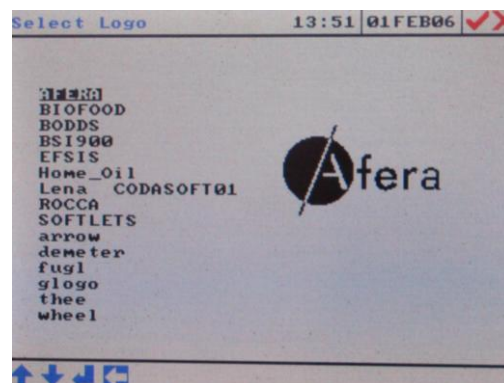 Select Logo 13:51 01FEB06
AFERA
BIOFOOD
BODDS
BSI900
EFSIS
Home_Oil
Lena CODASOFT01
ROCCA
SOFTLETS
arrow
demeter
fugl
glogo
thee
wheel
Afera